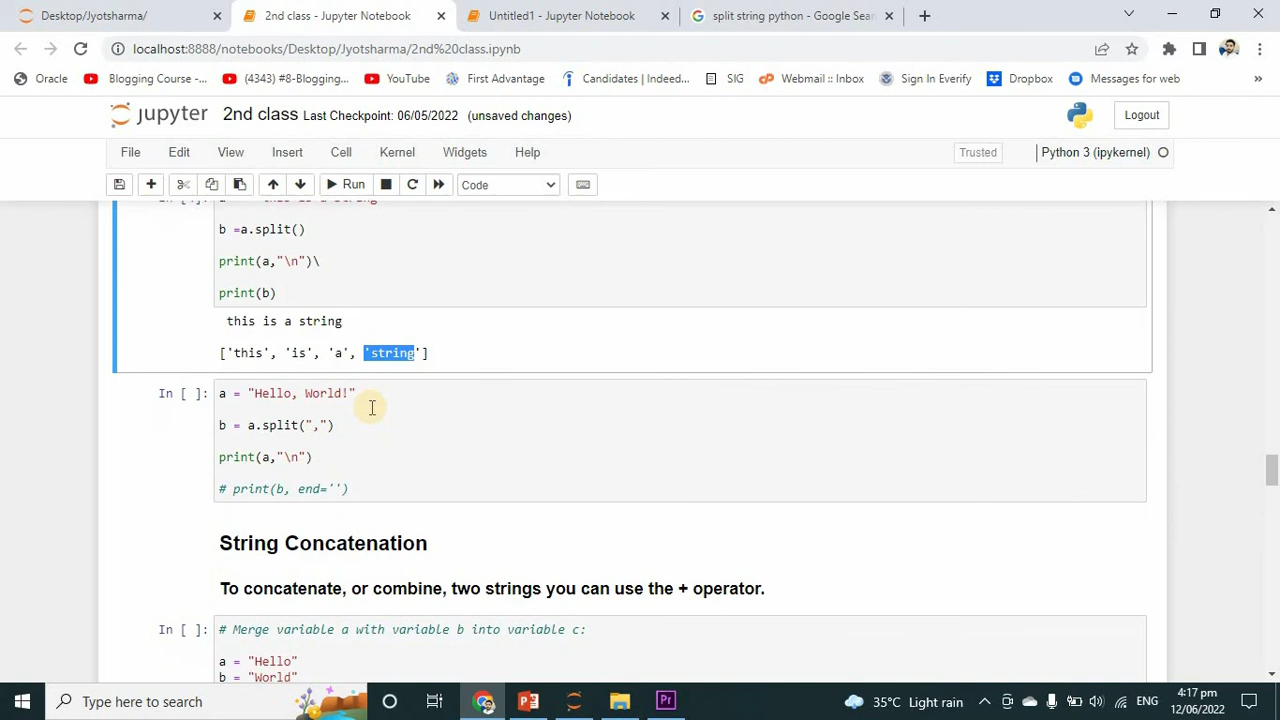 Desktop/Jyotsharma/
2nd class - Jupyter Notebook
Untitled1 - Jupyter Notebook
split string python - Google Sear
localhost:8888/notebooks/Desktop/Jyotsharma/2nd%20class.ipynb
Oracle
Blogging Course -...
(4343) #8-Blogging...
YouTube
First Advantage
Candidates | Indeed...
SIG
Webmail :: Inbox
Sign In Everify
Dropbox
Messages for web
»
jupyter
2nd class Last Checkpoint: 06/05/2022 (unsaved changes)
Logout
File
Edit
View
Insert
Cell
Kernel
Widgets
Help
Trusted
Python 3 (ipykernel)
Run
Code
b =a.split()
print(a,"\n")\
print(b)
this is a string
['this', 'is', 'a', 'string']
In [ ]:
a = "Hello, World!"
b = a.split(",")
print(a,"\n")
# print(b, end='')
String Concatenation
To concatenate, or combine, two strings you can use the + operator.
In [ ]:
# Merge variable a with variable b into variable c:
a = "Hello"
b = "World"
Type here to search
35°C Light rain
ENG
4:17 pm
12/06/2022